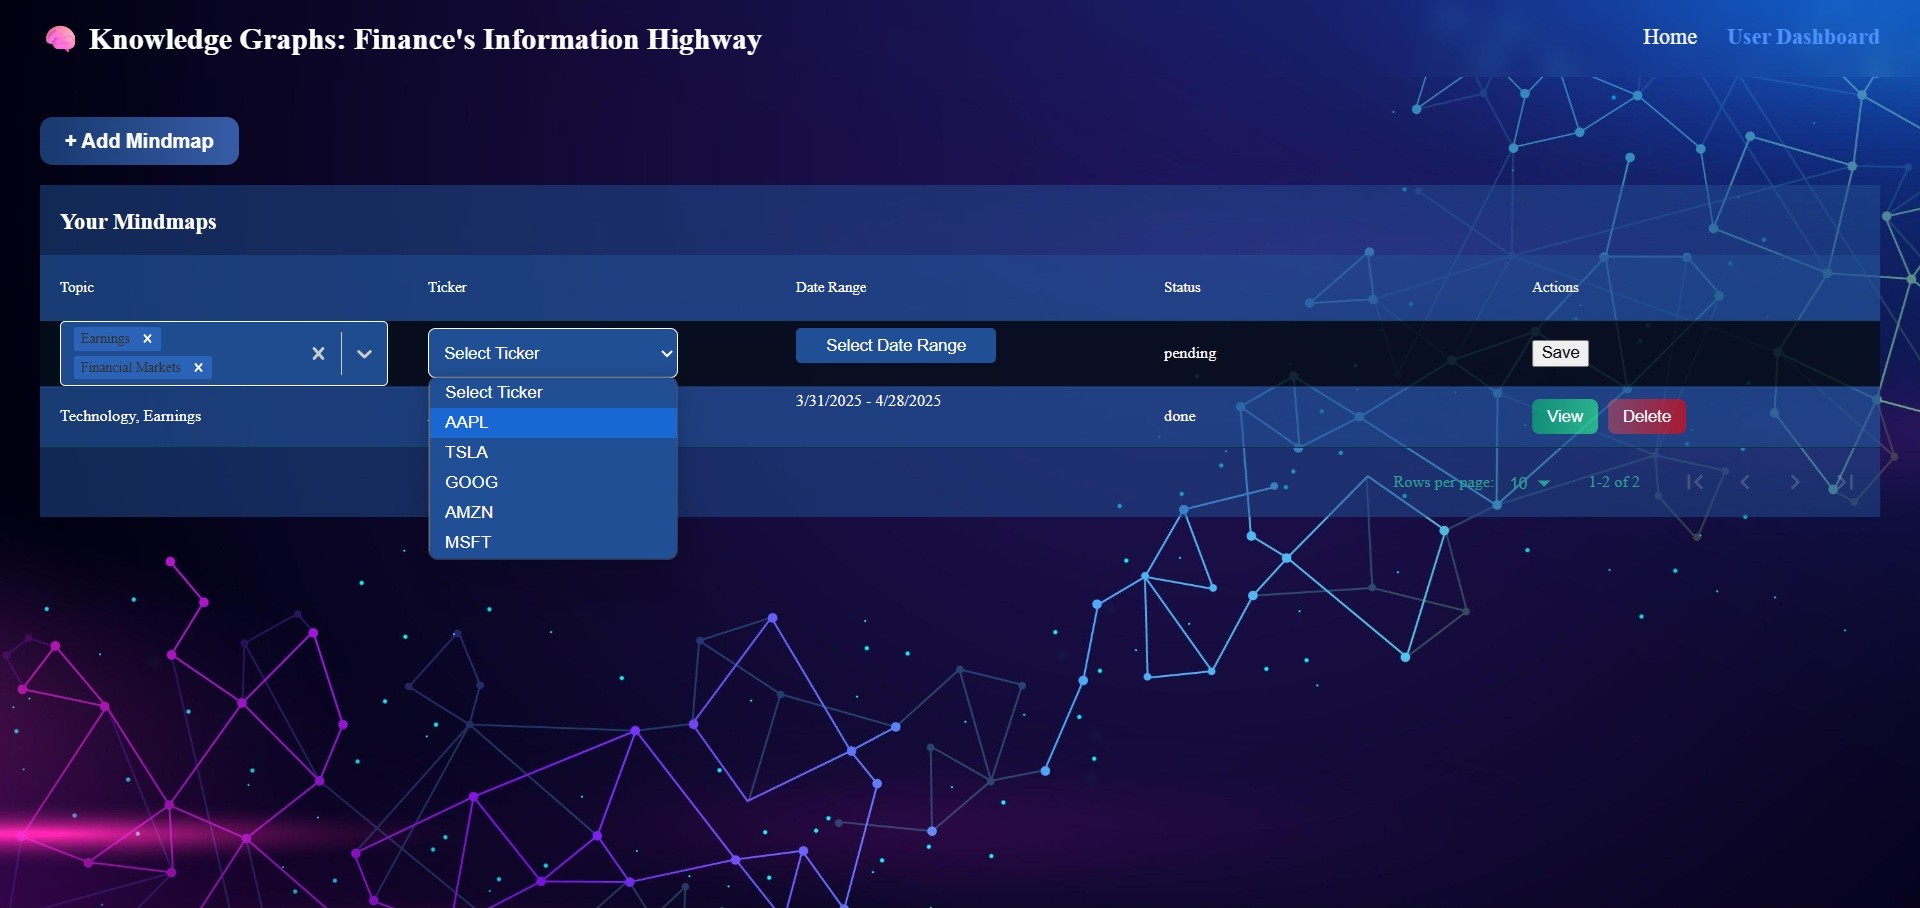 Knowledge Graphs: Finance's Information Highway
Home User Dashboard
+ Add Mindmap
Your Mindmaps
Topic Ticker Date Range Status Actions
Earnings
Financial Markets
Select Ticker
Select Date Range
pending
Save
Select Ticker
AAPL
TSLA
GOOG
AMZN
MSFT
Technology, Earnings
3/31/2025 - 4/28/2025
done
View Delete
Rows per page: 10 1-2 of 2